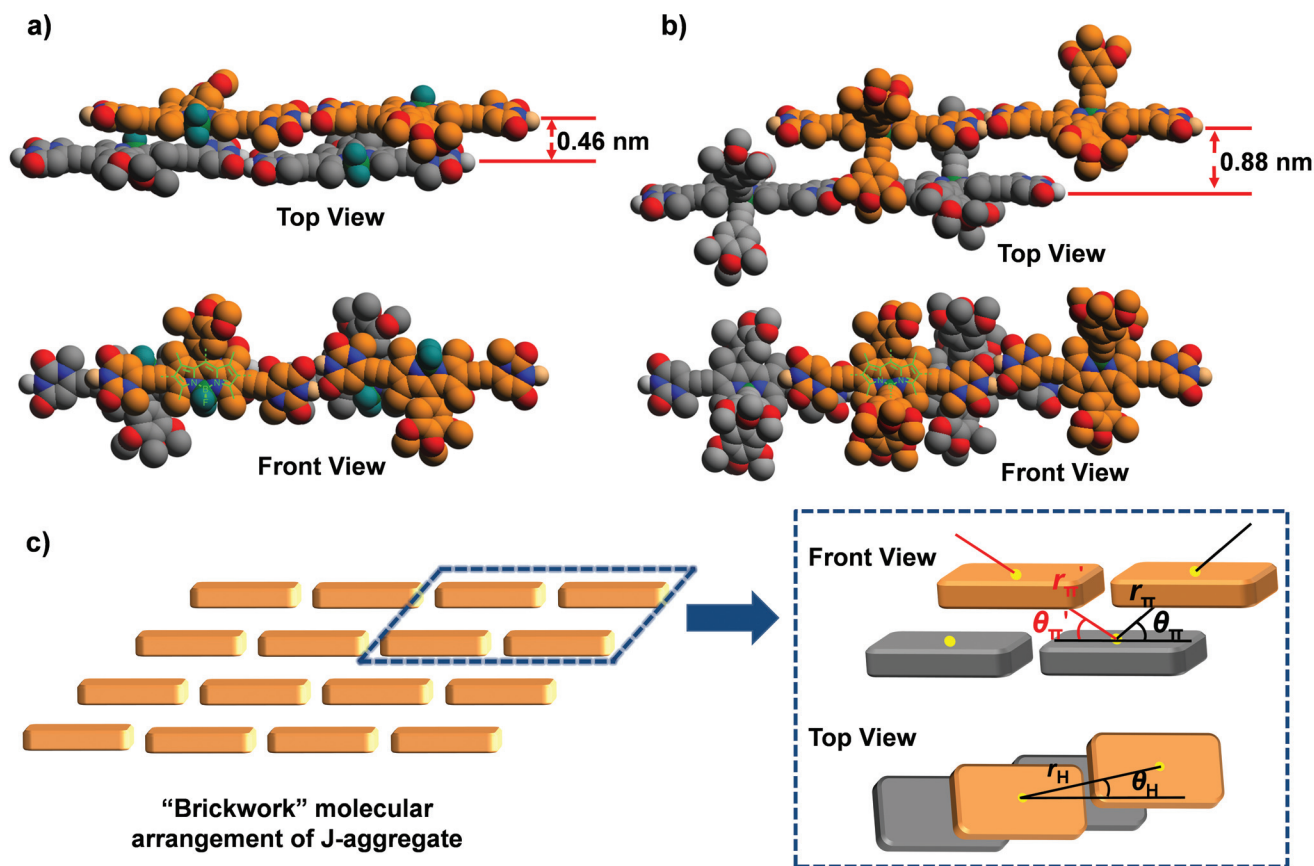 a)
b)
0.46 nm
0.88 nm
Top View
Top View
Front View
Front View
c)
Front View
rπ'
rπ
θπ'
θπ
Top View
rH
θH
“Brickwork” molecular
arrangement of J-aggregate